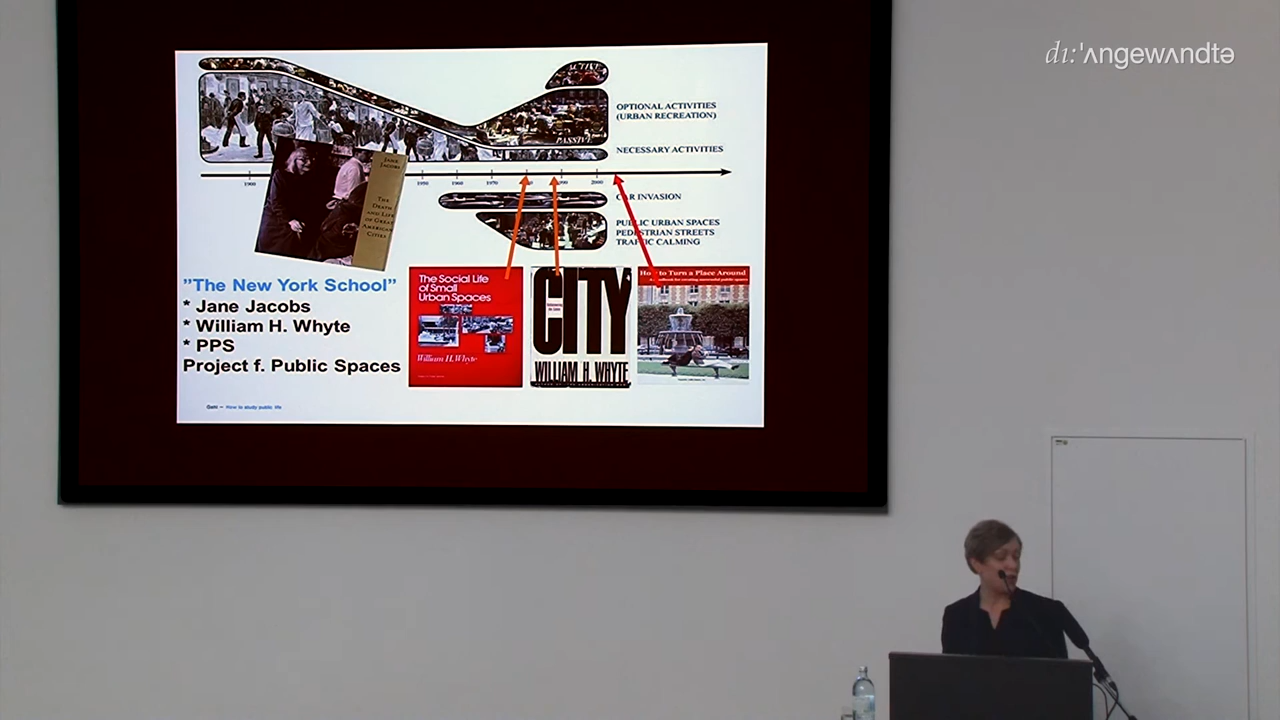 dı:ˈʌngewʌndtə
ACTIVE
OPTIONAL ACTIVITIES
(URBAN RECREATION)
PASSIVE
NECESSARY ACTIVITIES
1900
1950
1960
1970
2000
INVASION
PUBLIC URBAN SPACES
PEDESTRIAN STREETS
TRAFFIC CALMING
JANE
JACOBS
THE
DEATH
AND LIFE
OF GREAT
AMERICAN
CITIES
”The New York School”
* Jane Jacobs
* William H. Whyte
* PPS
Project f. Public Spaces
The Social Life
of Small
Urban Spaces
William H. Whyte
CITY
WILLIAM H. WHYTE
How to Turn a Place Around
Gehl – How to study public life